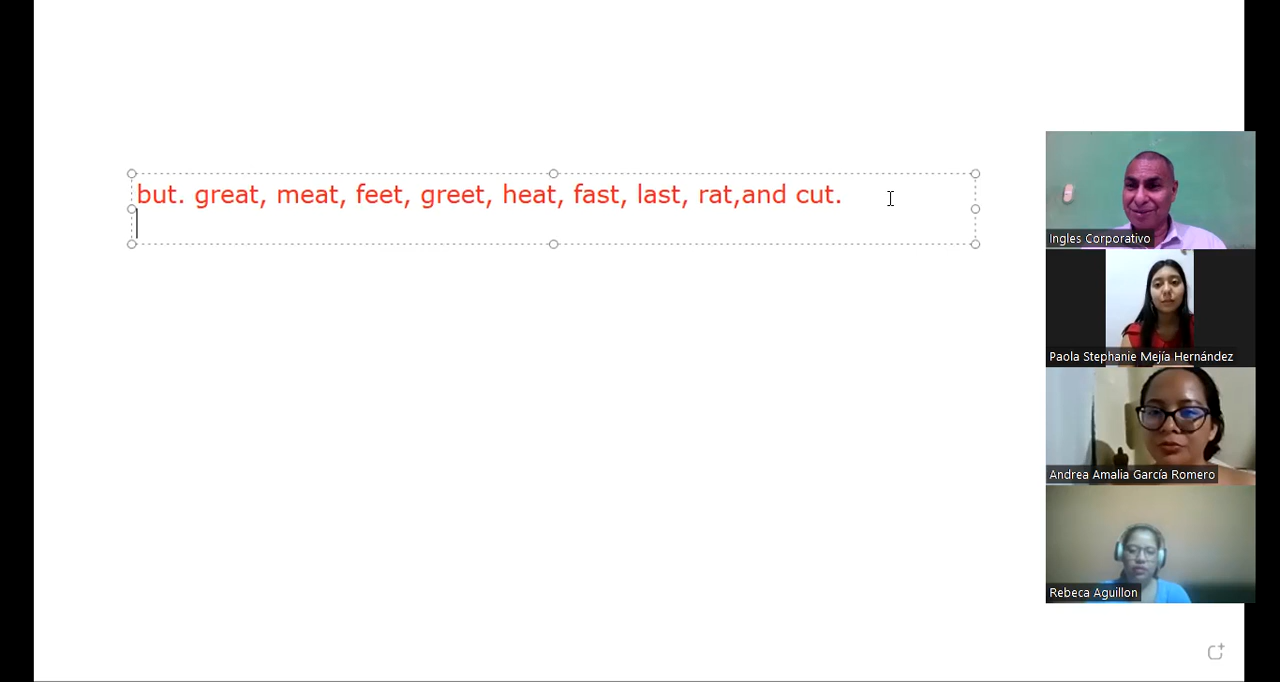 but. great, meat, feet, greet, heat, fast, last, rat,and cut.
Ingles Corporativo
Paola Stephanie Mejía Hernández
Andrea Amalia García Romero
Rebeca Aguillon